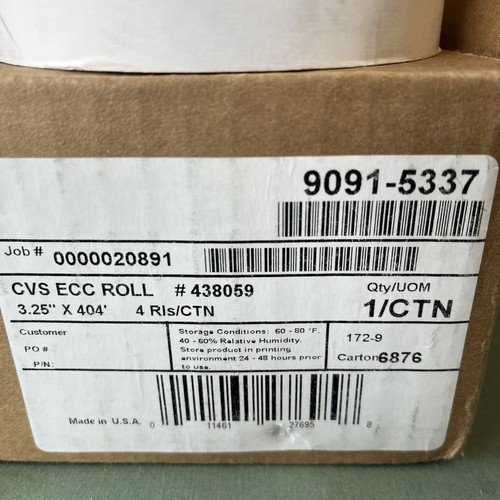 9091-5337
Job # 0000020891
CVS ECC ROLL # 438059 Qty/UOM
3.25" X 404' 4 Rls/CTN 1/CTN
Customer
PO #
P/N:
Storage Conditions: 60 - 80 °F.
40 - 60% Relative Humidity.
Store product in printing
environment 24 - 48 hours prior
to use.
172-9
Carton6876
Made in U.S.A.
0 11461 27695 8